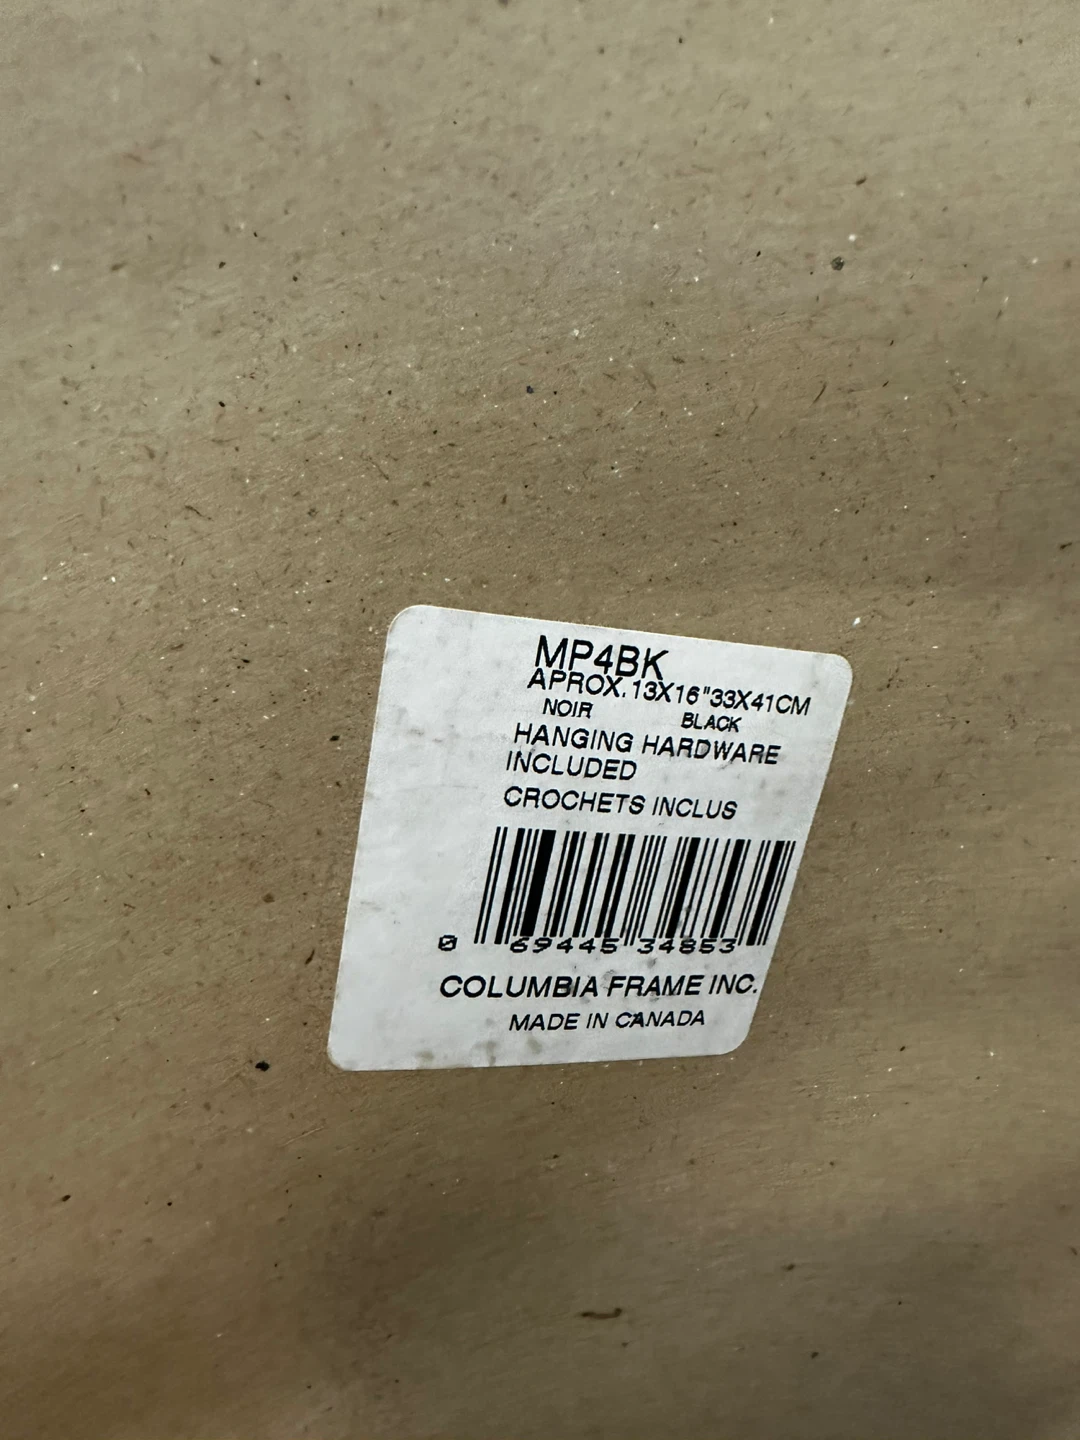 MP4BK
APROX.13X16"33X41CM
NOIR BLACK
HANGING HARDWARE
INCLUDED
CROCHETS INCLUS
0 69445 34853
COLUMBIA FRAME INC.
MADE IN CANADA